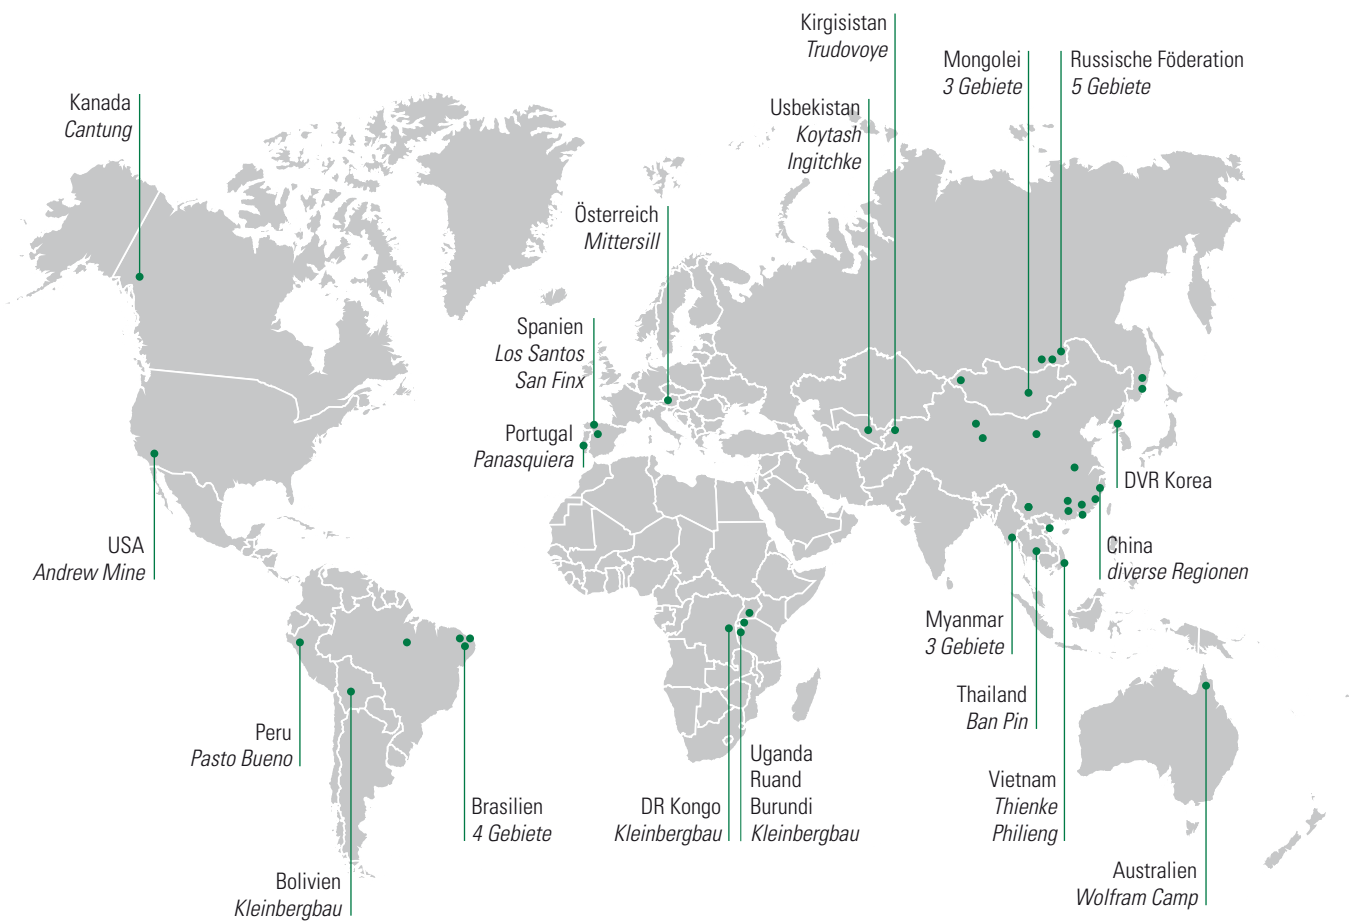 Kirgisistan
Trudovoye
Mongolei
3 Gebiete
Russische Föderation
5 Gebiete
Kanada
Cantung
Usbekistan
Koytash
Ingitchke
Österreich
Mittersill
Spanien
Los Santos
San Finx
Portugal
Panasquiera
DVR Korea
USA
Andrew Mine
China
diverse Regionen
Myanmar
3 Gebiete
Thailand
Ban Pin
Peru
Pasto Bueno
Uganda
Ruand
Burundi
Kleinbergbau
Vietnam
Thienke
Philieng
Brasilien
4 Gebiete
DR Kongo
Kleinbergbau
Australien
Wolfram Camp
Bolivien
Kleinbergbau